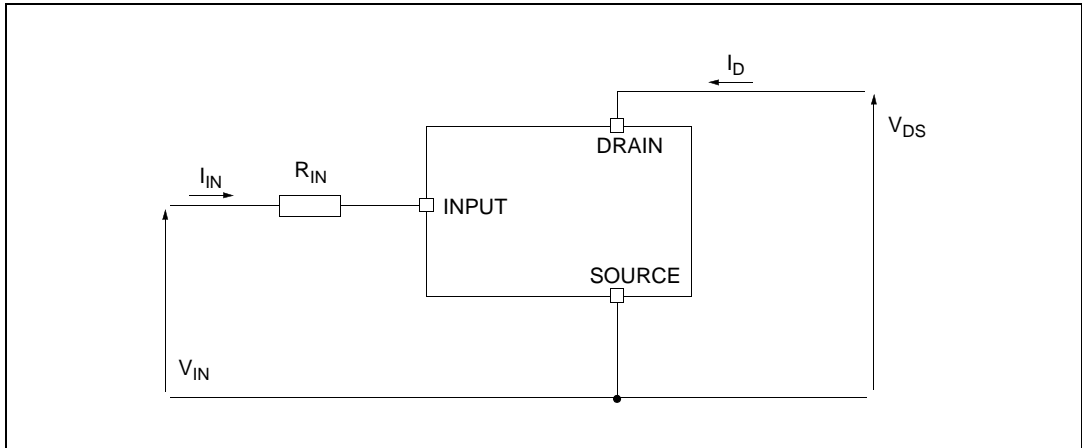 I_D
V_DS
DRAIN
I_IN
R_IN
INPUT
SOURCE
V_IN